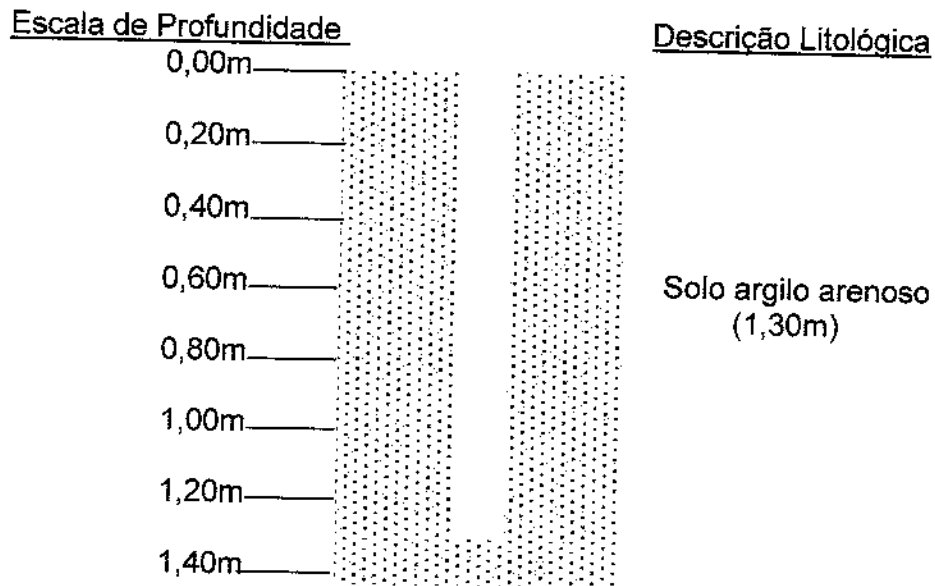 Escala de Profundidade
Descrição Litológica
0,00m
0,20m
0,40m
0,60m
Solo argilo arenoso
(1,30m)
0,80m
1,00m
1,20m
1,40m